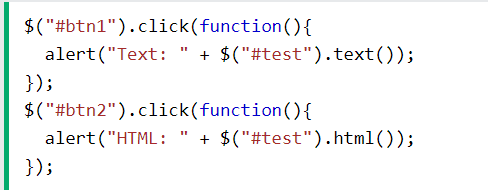 $("#btn1").click(function(){
  alert("Text: " + $("#test").text());
});
$("#btn2").click(function(){
  alert("HTML: " + $("#test").html());
});